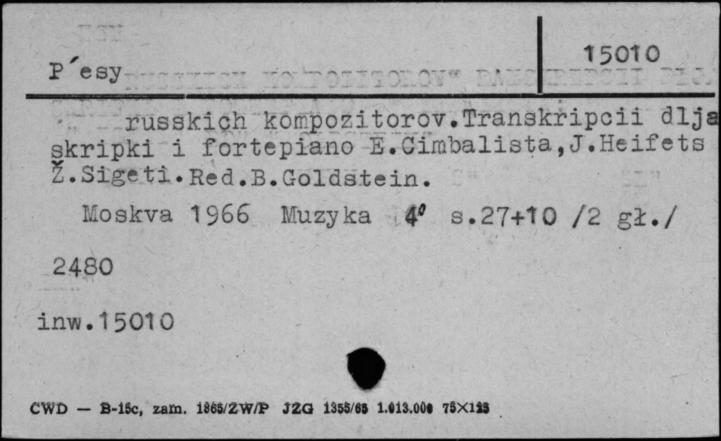 15010
P´esy
russkich kompozitorov.Transkripcii dlja
skripki i fortepiano E.Cimbalista,J.Heifets
Ž.Sigeti.Red.B.Goldstein.
Moskva 1966 Muzyka 4⁰ s.27+10 /2 gł./
2480
inw.15010
CWD — B-15c, zam. 1865/ZW/P JZG 1355/65 1.013.000 75X125